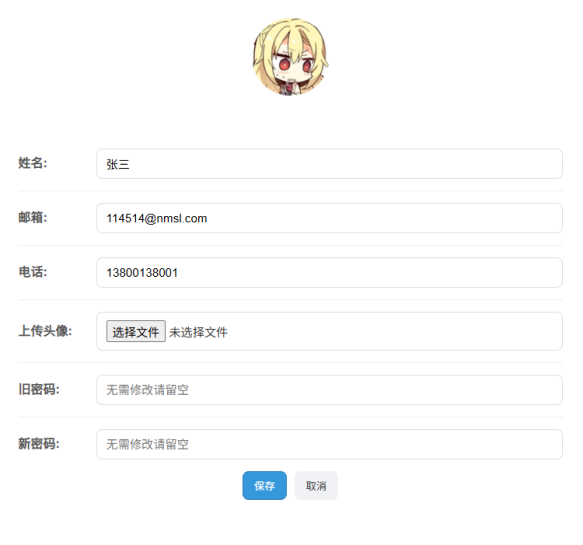 姓名: 张三
邮箱: 114514@nmsl.com
电话: 13800138001
上传头像: 选择文件 未选择文件
旧密码: 无需修改请留空
新密码: 无需修改请留空
保存 取消